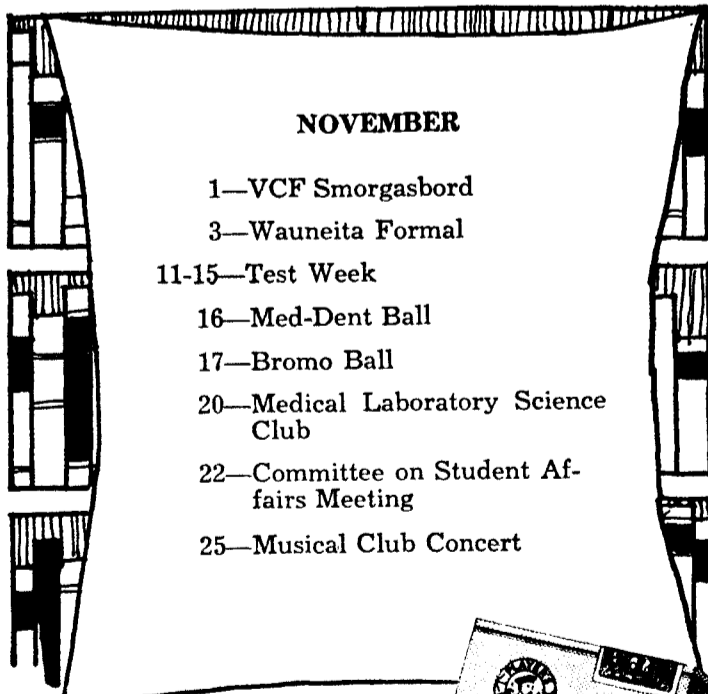 NOVEMBER
1—VCF Smorgasbord
3—Wauneita Formal
11-15—Test Week
16—Med-Dent Ball
17—Bromo Ball
20—Medical Laboratory Science
Club
22—Committee on Student Af-
fairs Meeting
25—Musical Club Concert
PLAYER'S